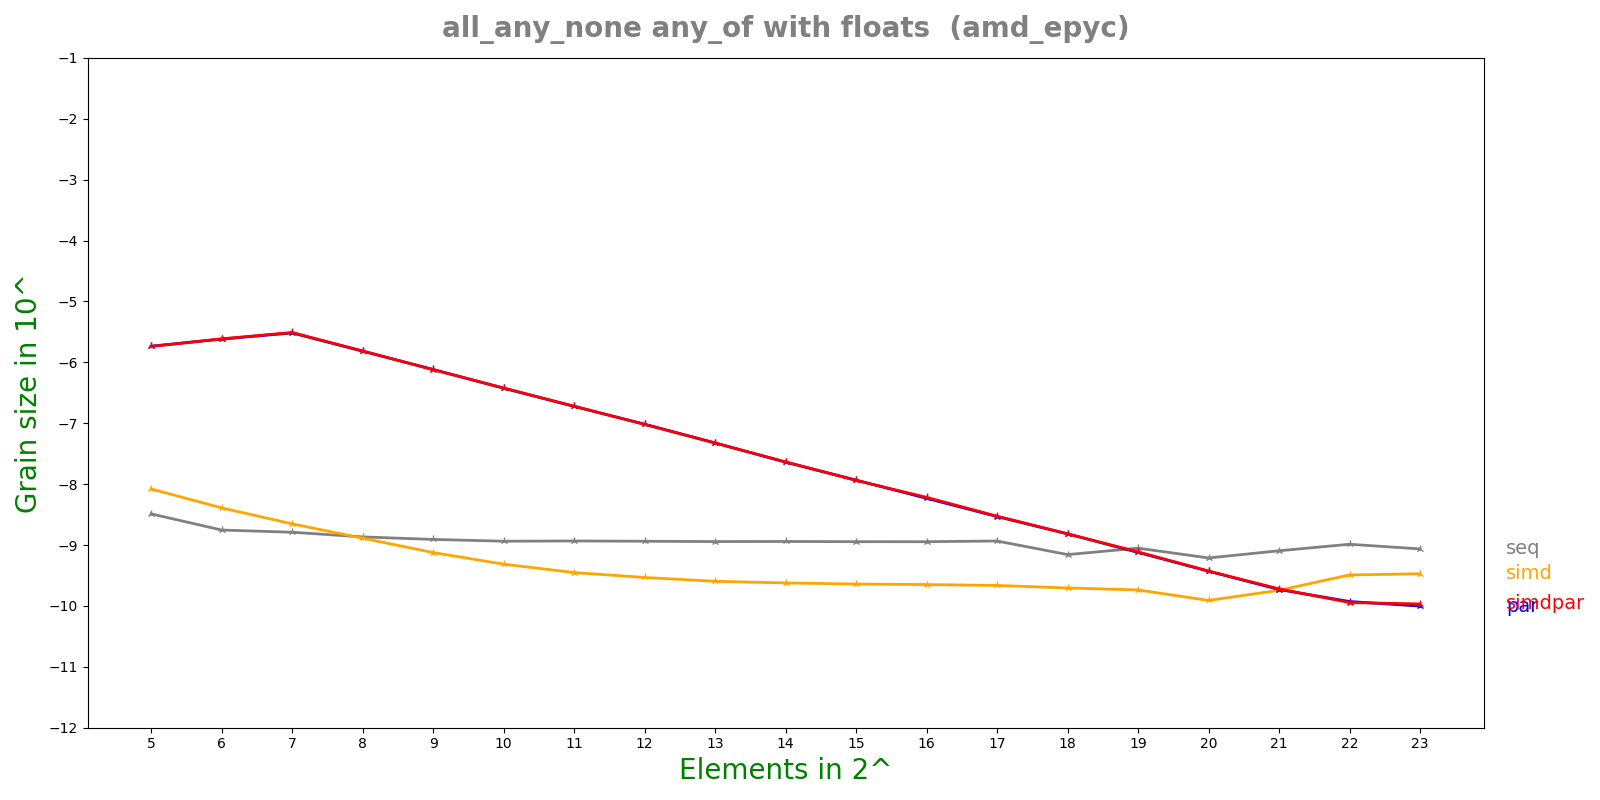 all_any_none any_of with floats (amd_epyc)
−1
−2
−3
−4
−5
−6
−7
−8
−9
−10
−11
−12
Grain size in 10^
5 6 7 8 9 10 11 12 13 14 15 16 17 18 19 20 21 22 23
Elements in 2^
seq
simd
simdpar
par